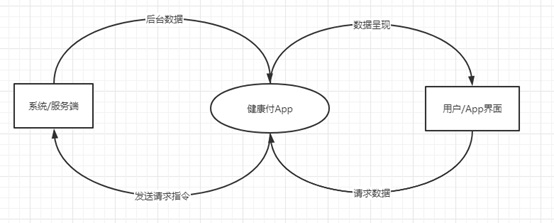 后台数据
数据呈现
系统/服务端
健康付App
用户/App界面
发送请求指令
请求数据